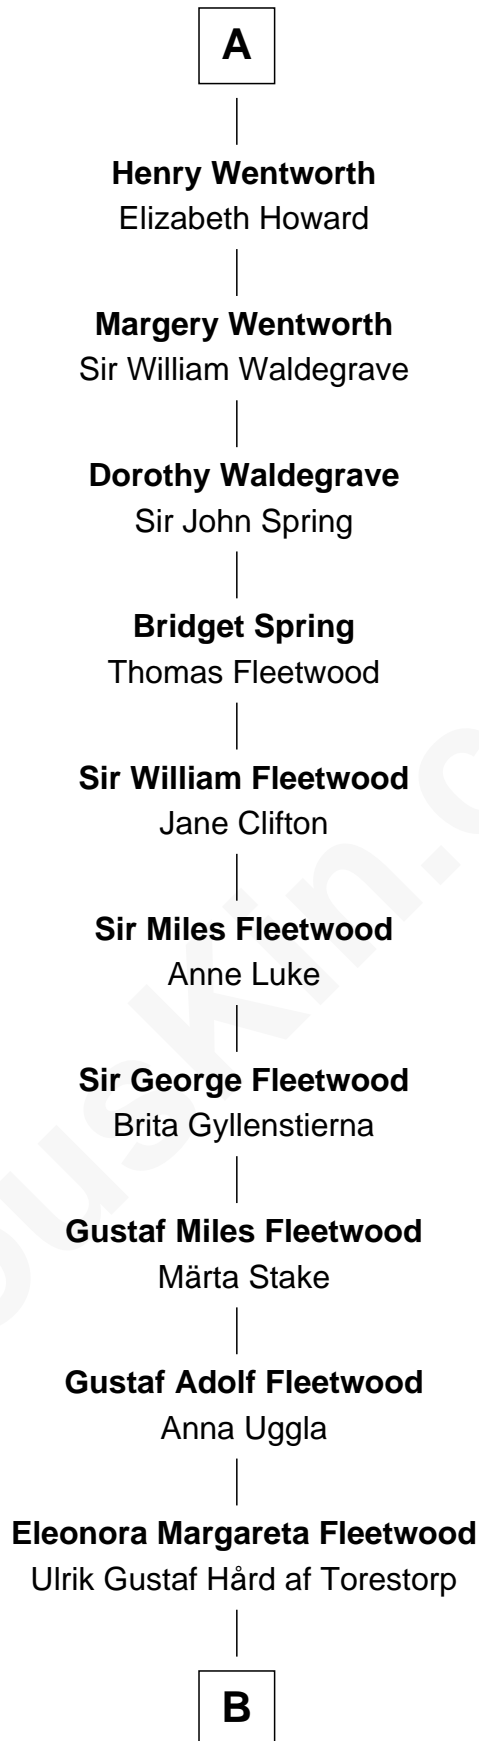 A
Henry Wentworth
Elizabeth Howard
Margery Wentworth
Sir William Waldegrave
Dorothy Waldegrave
Sir John Spring
Bridget Spring
Thomas Fleetwood
Sir William Fleetwood
Jane Clifton
Sir Miles Fleetwood
Anne Luke
Sir George Fleetwood
Brita Gyllenstierna
Gustaf Miles Fleetwood
Märta Stake
Gustaf Adolf Fleetwood
Anna Uggla
Eleonora Margareta Fleetwood
Ulrik Gustaf Hård af Torestorp
B